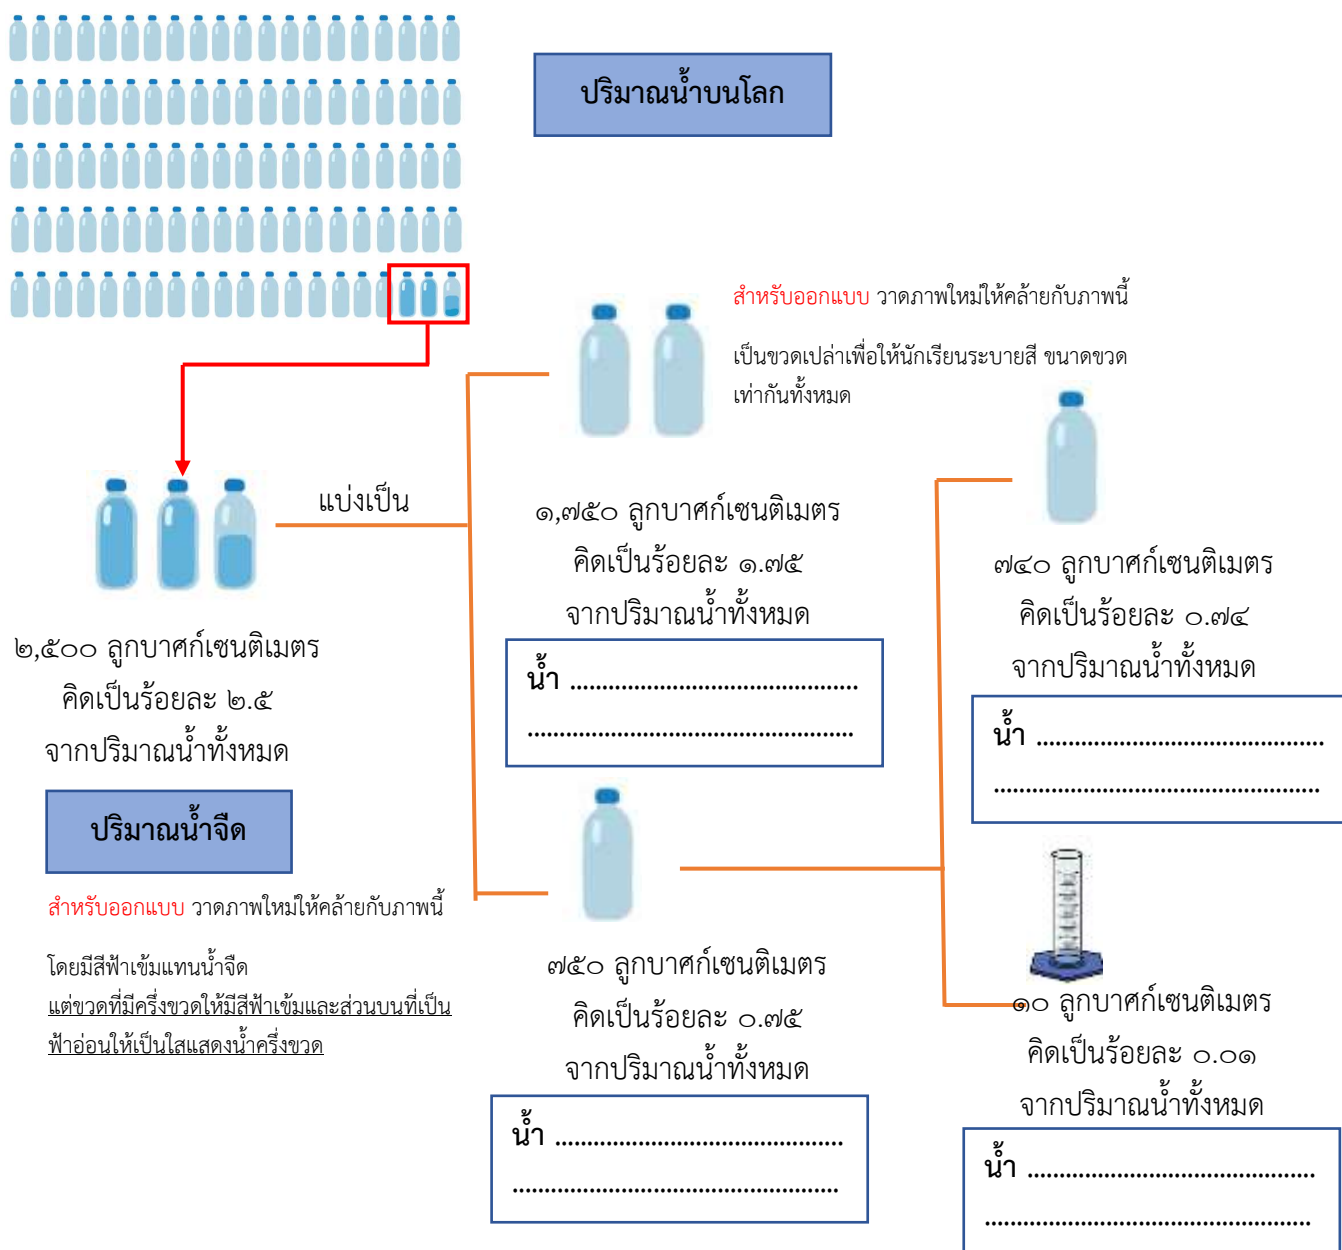 ปริมาณน้ำบนโลก
สำหรับออกแบบ วาดภาพใหม่ให้คล้ายกับภาพนี้
เป็นขวดเปล่าเพื่อให้นักเรียนระบายสี ขนาดขวด
เท่ากันทั้งหมด
แบ่งเป็น
๒,๕๐๐ ลูกบาศก์เซนติเมตร
คิดเป็นร้อยละ ๒.๕
จากปริมาณน้ำทั้งหมด
ปริมาณน้ำจืด
สำหรับออกแบบ วาดภาพใหม่ให้คล้ายกับภาพนี้
โดยมีสีฟ้าเข้มแทนน้ำจืด
แต่ขวดที่มีครึ่งขวดให้มีสีฟ้าเข้มและส่วนบนที่เป็น
ฟ้าอ่อนให้เป็นใสแสดงน้ำครึ่งขวด
๑,๗๕๐ ลูกบาศก์เซนติเมตร
คิดเป็นร้อยละ ๑.๗๕
จากปริมาณน้ำทั้งหมด
น้ำ ..............................................
....................................................
๗๕๐ ลูกบาศก์เซนติเมตร
คิดเป็นร้อยละ ๐.๗๕
จากปริมาณน้ำทั้งหมด
น้ำ ..............................................
....................................................
๗๔๐ ลูกบาศก์เซนติเมตร
คิดเป็นร้อยละ ๐.๗๔
จากปริมาณน้ำทั้งหมด
น้ำ ..............................................
....................................................
๑๐ ลูกบาศก์เซนติเมตร
คิดเป็นร้อยละ ๐.๐๑
จากปริมาณน้ำทั้งหมด
น้ำ ..............................................
....................................................